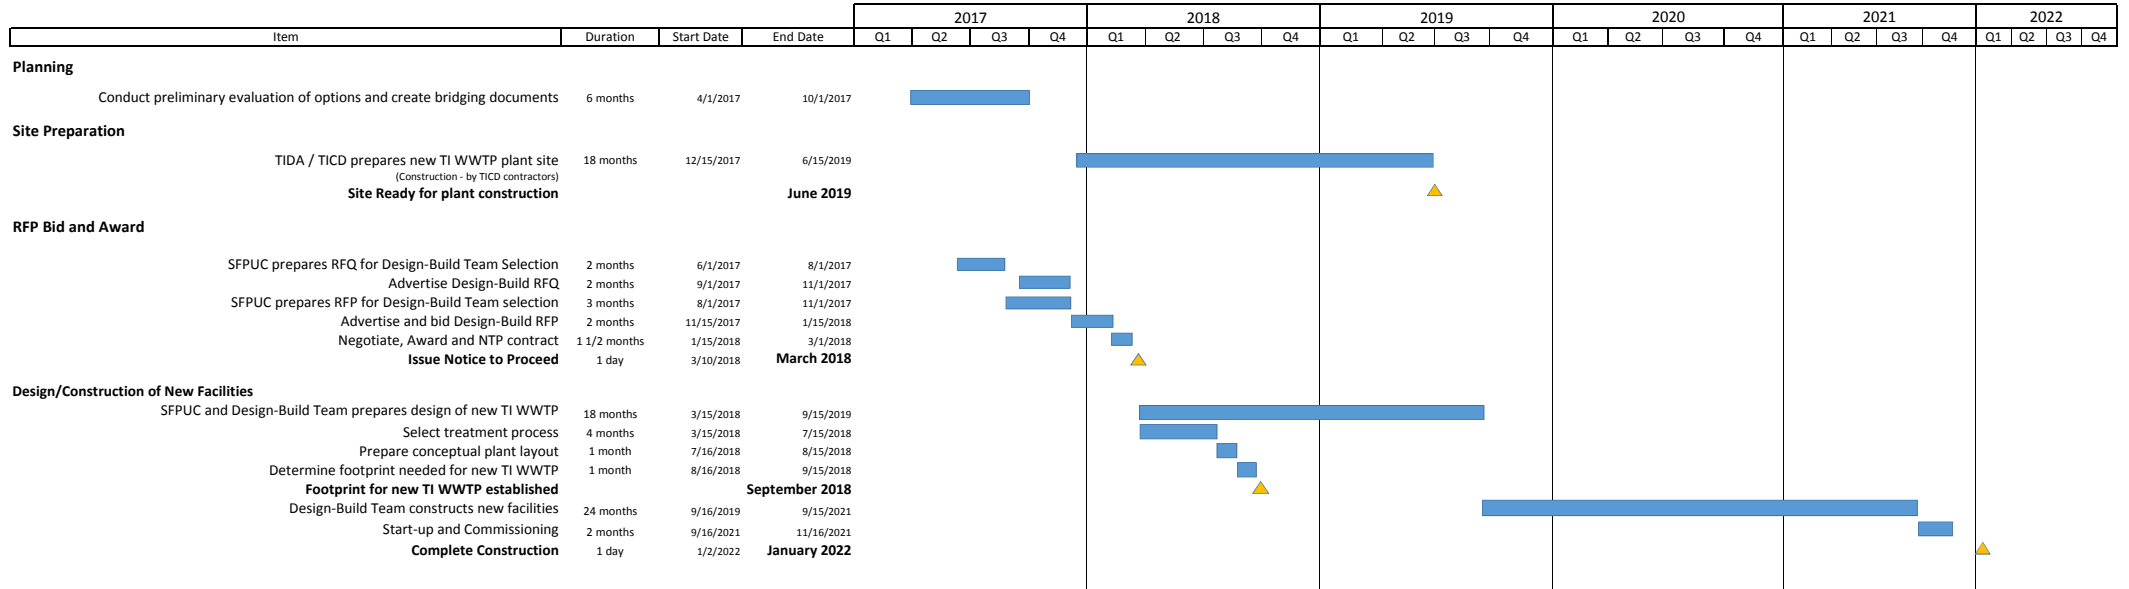 2017 2018 2019 2020 2021 2022
Item Duration Start Date End Date Q1 Q2 Q3 Q4 Q1 Q2 Q3 Q4 Q1 Q2 Q3 Q4 Q1 Q2 Q3 Q4 Q1 Q2 Q3 Q4 Q1 Q2 Q3 Q4
Planning
Conduct preliminary evaluation of options and create bridging documents 6 months 4/1/2017 10/1/2017
Site Preparation
TIDA / TICD prepares new TI WWTP plant site 18 months 12/15/2017 6/15/2019
(Construction - by TICD contractors)
Site Ready for plant construction June 2019
RFP Bid and Award
SFPUC prepares RFQ for Design-Build Team Selection 2 months 6/1/2017 8/1/2017
Advertise Design-Build RFQ 2 months 9/1/2017 11/1/2017
SFPUC prepares RFP for Design-Build Team selection 3 months 8/1/2017 11/1/2017
Advertise and bid Design-Build RFP 2 months 11/15/2017 1/15/2018
Negotiate, Award and NTP contract 1 1/2 months 1/15/2018 3/1/2018
Issue Notice to Proceed 1 day 3/10/2018 March 2018
Design/Construction of New Facilities
SFPUC and Design-Build Team prepares design of new TI WWTP 18 months 3/15/2018 9/15/2019
Select treatment process 4 months 3/15/2018 7/15/2018
Prepare conceptual plant layout 1 month 7/16/2018 8/15/2018
Determine footprint needed for new TI WWTP 1 month 8/16/2018 9/15/2018
Footprint for new TI WWTP established September 2018
Design-Build Team constructs new facilities 24 months 9/16/2019 9/15/2021
Start-up and Commissioning 2 months 9/16/2021 11/16/2021
Complete Construction 1 day 1/2/2022 January 2022